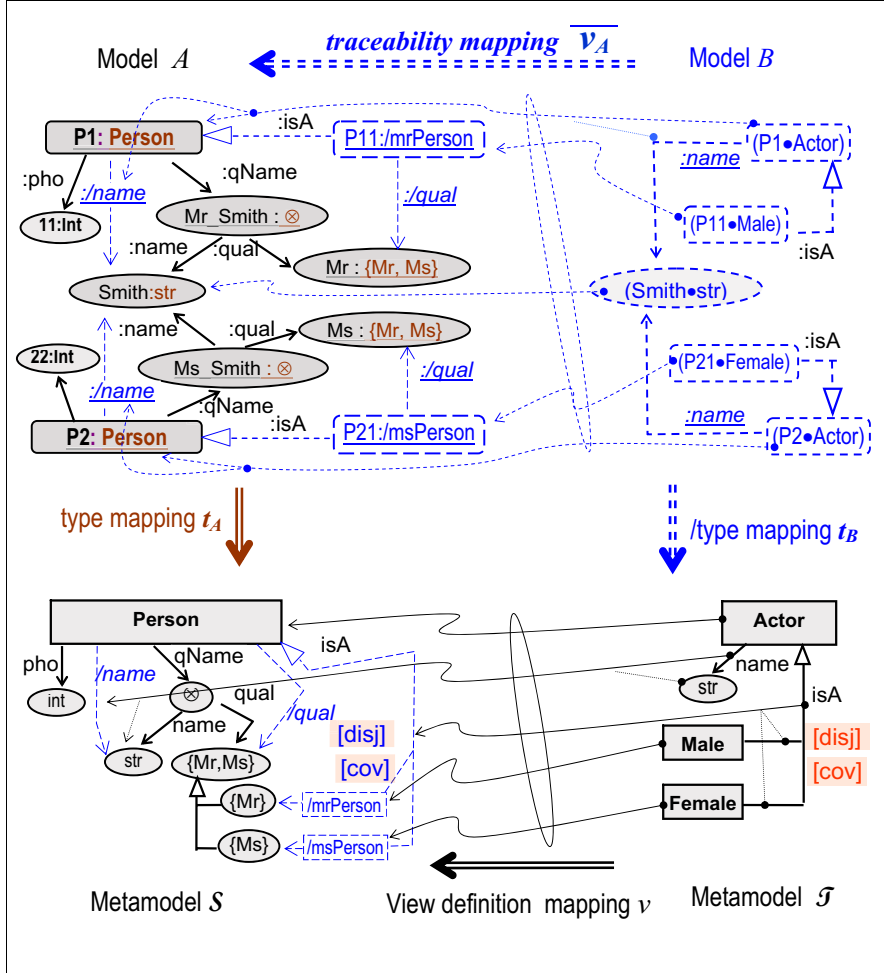 Model A
traceability mapping v_A
Model B
P1: Person
:isA
P11:/mrPerson
(P1●Actor)
:name
:pho
:/name
:qName
:/qual
11:Int
Mr_Smith : ⊗
(P11●Male)
:isA
:name
:qual
Mr : {Mr, Ms}
Smith:str
(Smith●str)
:name
:qual
Ms : {Mr, Ms}
:isA
22:Int
Ms_Smith : ⊗
(P21●Female)
:/name
:/qual
:qName
:isA
:name
P2: Person
P21:/msPerson
(P2●Actor)
type mapping t_A
/type mapping t_B
Person
Actor
isA
pho
/name
qName
name
int
⊗
qual
str
isA
name
/qual
[disj]
Male
[disj]
str
{Mr,Ms}
[cov]
[cov]
{Mr}
/mrPerson
Female
{Ms}
/msPerson
Metamodel S
View definition mapping v
Metamodel T